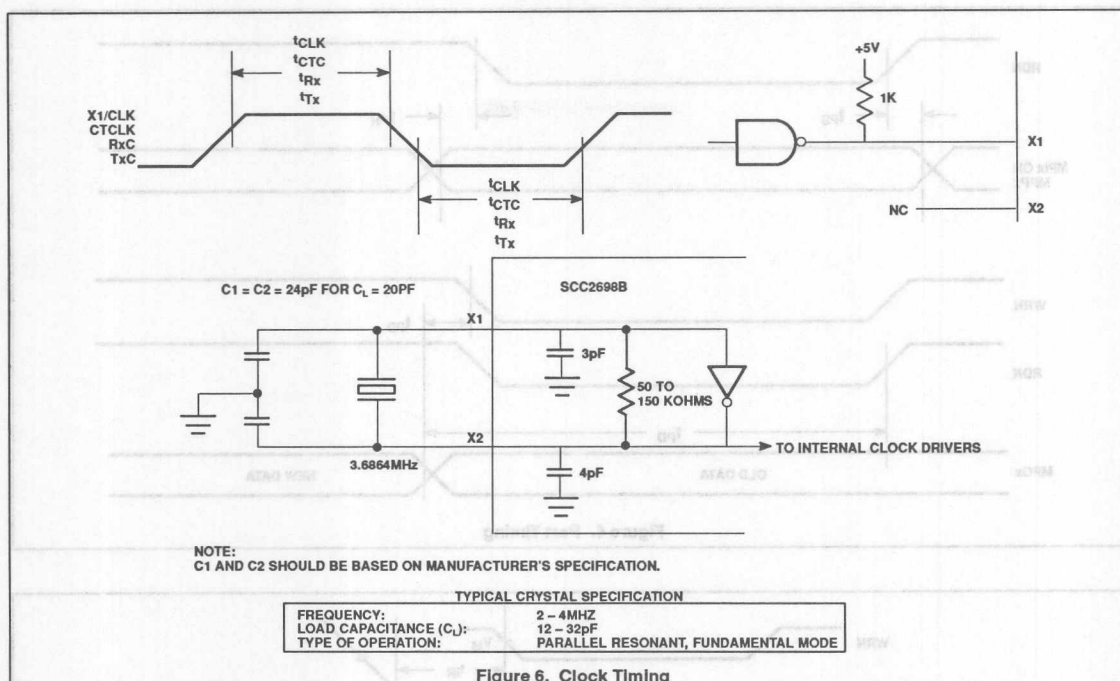 tCLK
tCTC
tRx
tTx
X1/CLK
CTCLK
RxC
TxC
tCLK
tCTC
tRx
tTx
+5V
1K
X1
NC
X2
C1 = C2 = 24pF FOR CL = 20PF
SCC2698B
X1
3pF
50 TO
150 KOHMS
X2
TO INTERNAL CLOCK DRIVERS
3.6864MHz
4pF
NOTE:
C1 AND C2 SHOULD BE BASED ON MANUFACTURER'S SPECIFICATION.
TYPICAL CRYSTAL SPECIFICATION
FREQUENCY: 2 – 4MHZ
LOAD CAPACITANCE (CL): 12 – 32pF
TYPE OF OPERATION: PARALLEL RESONANT, FUNDAMENTAL MODE
Figure 6. Clock Timing